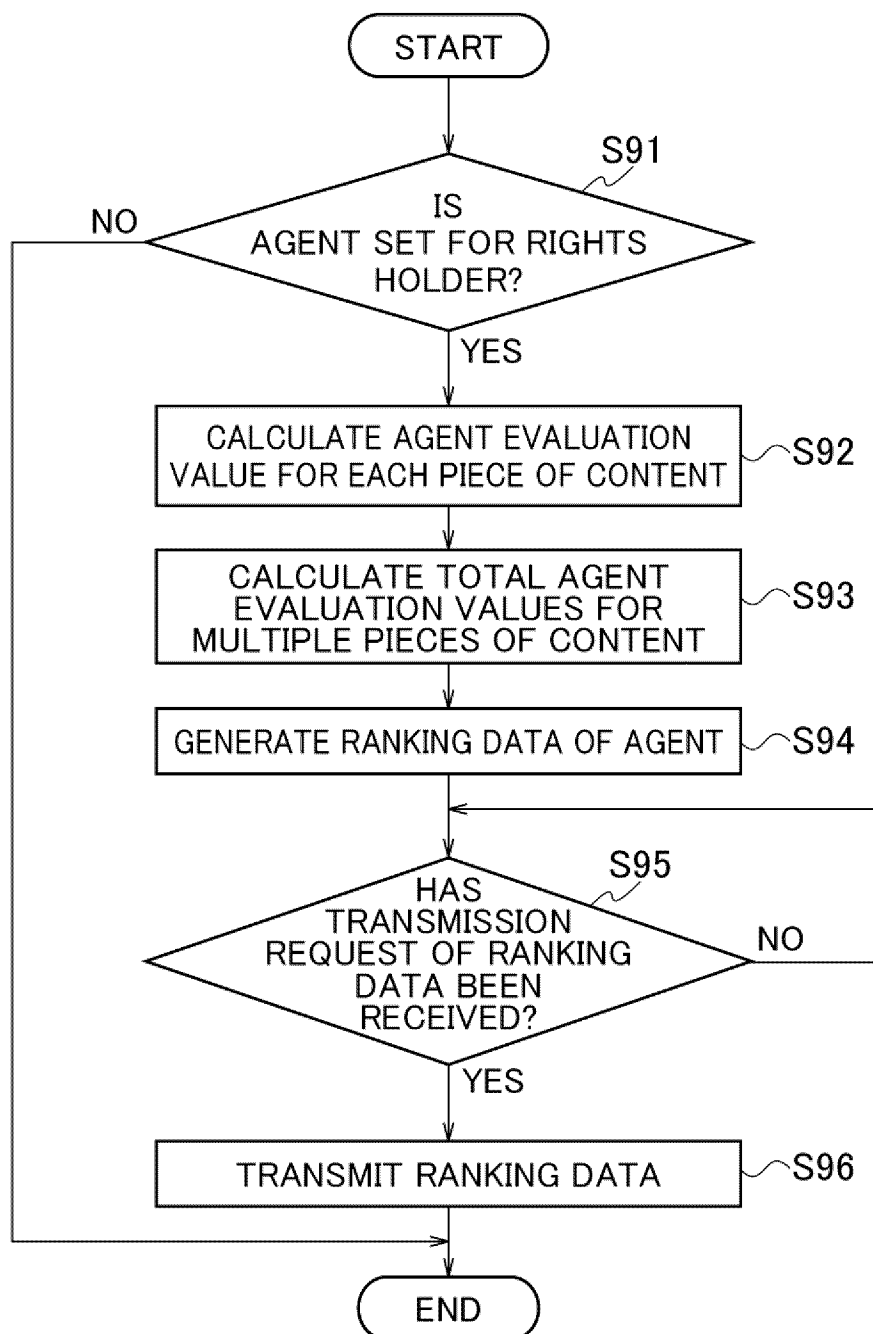 START
S91
NO
IS
AGENT SET FOR RIGHTS
HOLDER?
YES
CALCULATE AGENT EVALUATION
VALUE FOR EACH PIECE OF CONTENT
S92
CALCULATE TOTAL AGENT
EVALUATION VALUES FOR
MULTIPLE PIECES OF CONTENT
S93
GENERATE RANKING DATA OF AGENT
S94
S95
HAS
TRANSMISSION
REQUEST OF RANKING
DATA BEEN
RECEIVED?
NO
YES
TRANSMIT RANKING DATA
S96
END